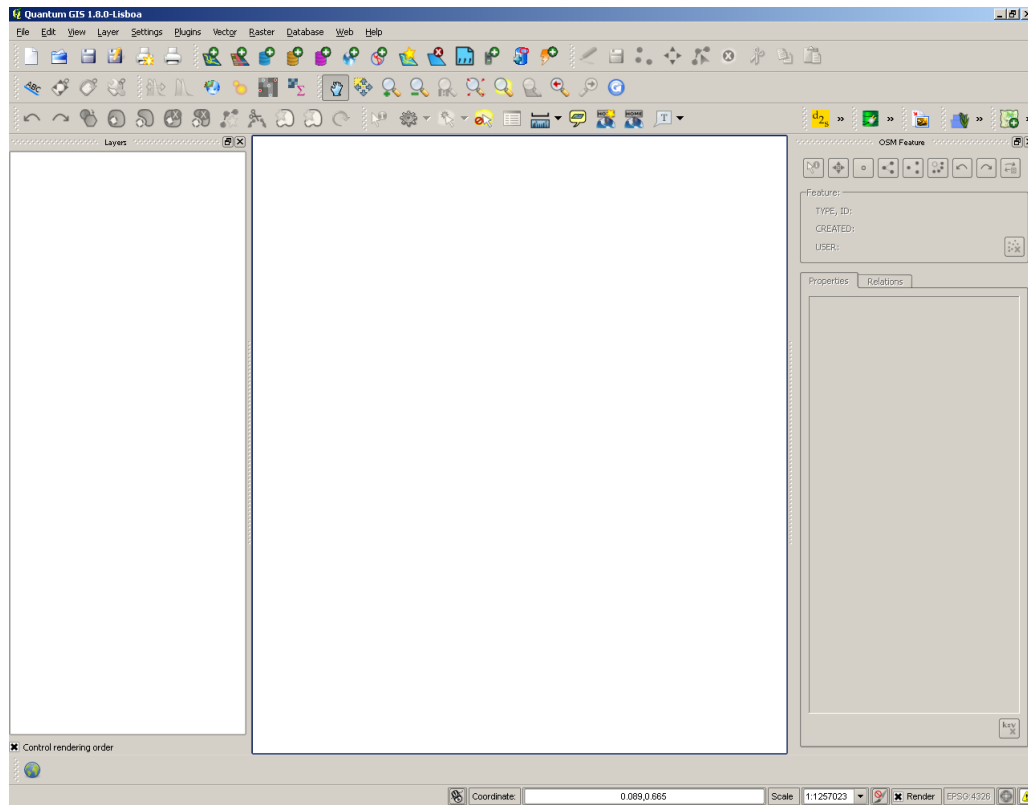 Quantum GIS 1.8.0-Lisboa
File Edit View Layer Settings Plugins Vector Raster Database Web Help
ABC
T
d2s » » » »
Layers
OSM Feature
Feature:
TYPE, ID:
CREATED:
USER:
Properties Relations
Control rendering order
Coordinate: 0.089,0.665 Scale 1:1257023 Render EPSG:4326